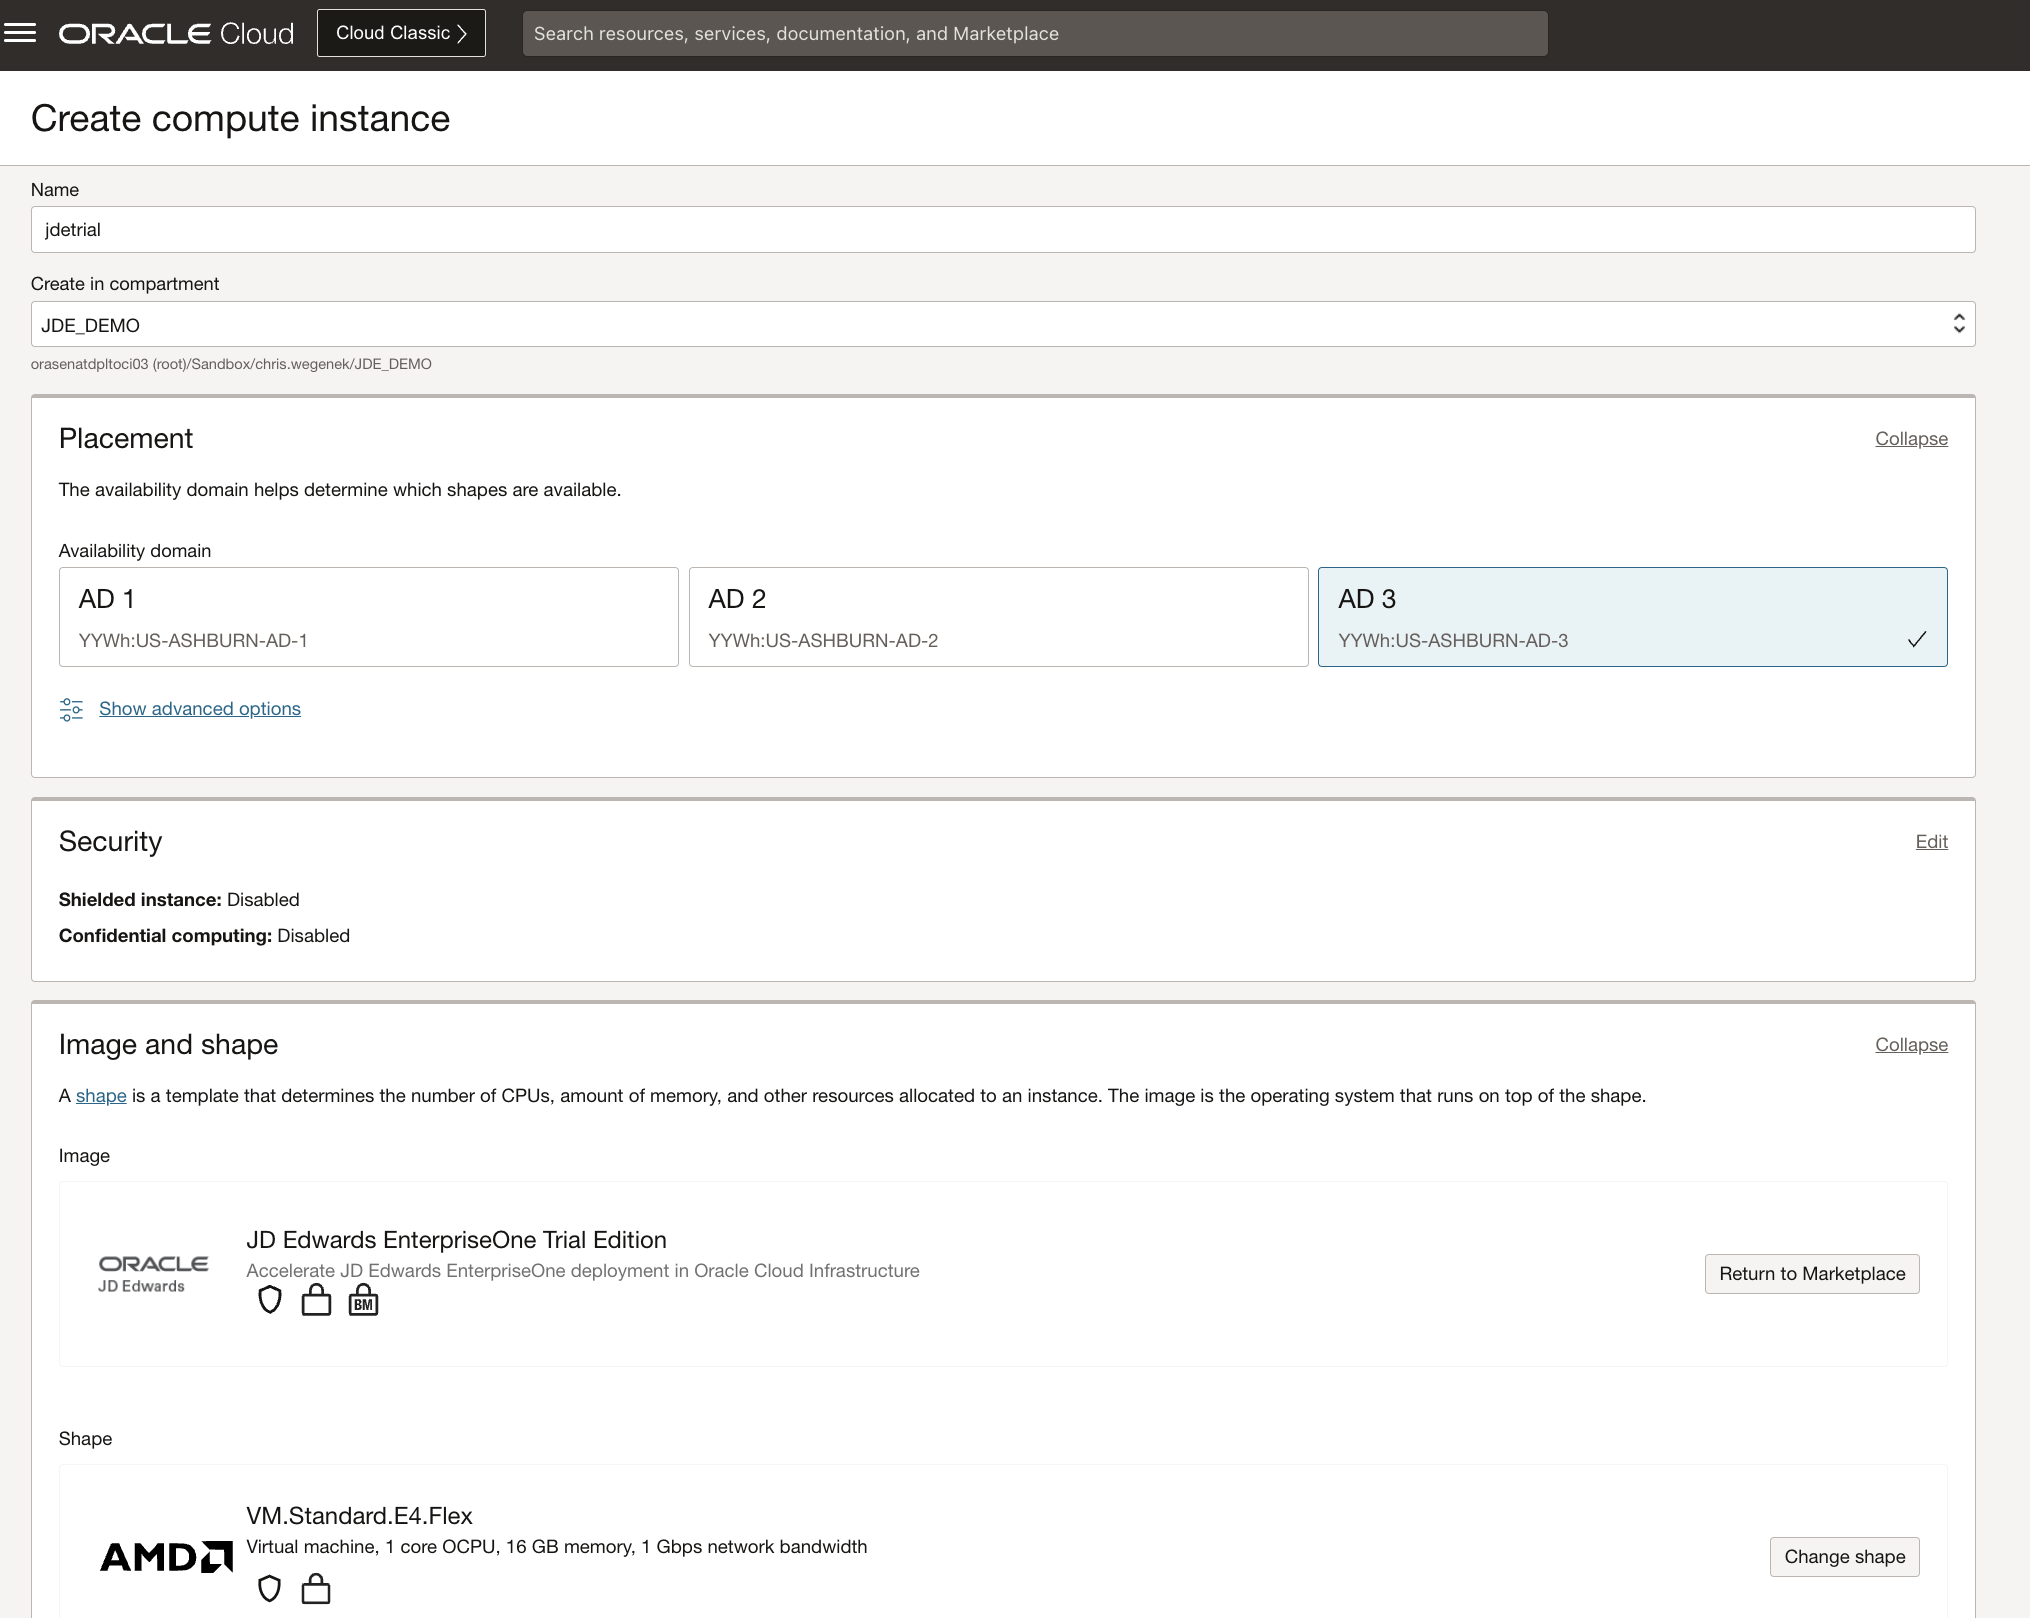 ORACLE Cloud
Cloud Classic
Search resources, services, documentation, and Marketplace
Create compute instance
Name
jdetrial
Create in compartment
JDE_DEMO
orasenatdpltoci03 (root)/Sandbox/chris.wegenek/JDE_DEMO
Placement
Collapse
The availability domain helps determine which shapes are available.
Availability domain
AD 1
YYWh:US-ASHBURN-AD-1
AD 2
YYWh:US-ASHBURN-AD-2
AD 3
YYWh:US-ASHBURN-AD-3
Show advanced options
Security
Edit
Shielded instance: Disabled
Confidential computing: Disabled
Image and shape
Collapse
A shape is a template that determines the number of CPUs, amount of memory, and other resources allocated to an instance. The image is the operating system that runs on top of the shape.
Image
ORACLE
JD Edwards
JD Edwards EnterpriseOne Trial Edition
Accelerate JD Edwards EnterpriseOne deployment in Oracle Cloud Infrastructure
BM
Return to Marketplace
Shape
AMD
VM.Standard.E4.Flex
Virtual machine, 1 core OCPU, 16 GB memory, 1 Gbps network bandwidth
Change shape